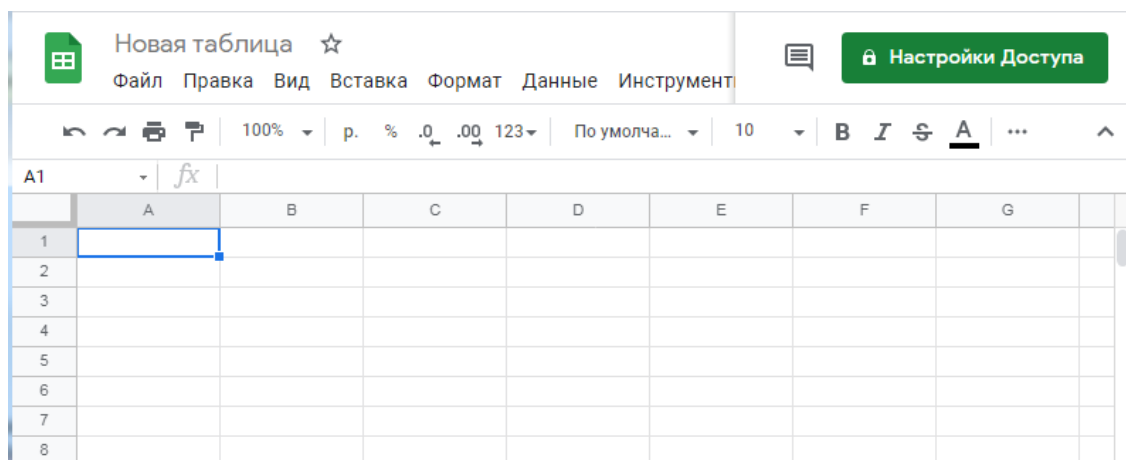 Новая таблица
Файл Правка Вид Вставка Формат Данные Инструмент
Настройки Доступа
100% р. % .0 .00 123 По умолча... 10 B I S A ...
A1 fx
A B C D E F G
1
2
3
4
5
6
7
8